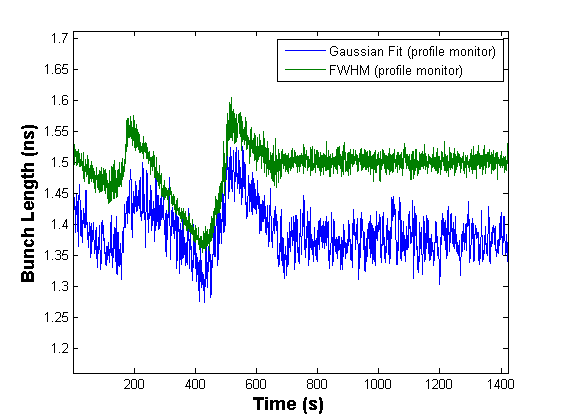 1.7
Gaussian Fit (profile monitor)
FWHM (profile monitor)
1.65
1.6
1.55
1.5
1.45
1.4
1.35
1.3
1.25
1.2
Bunch Length (ns)
200 400 600 800 1000 1200 1400
Time (s)